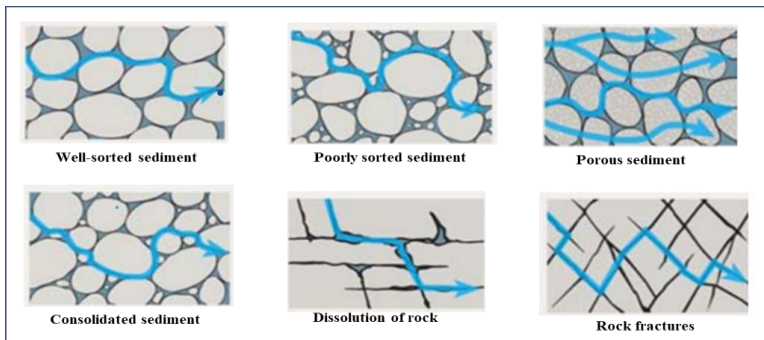 Well-sorted sediment
Poorly sorted sediment
Porous sediment
Consolidated sediment
Dissolution of rock
Rock fractures